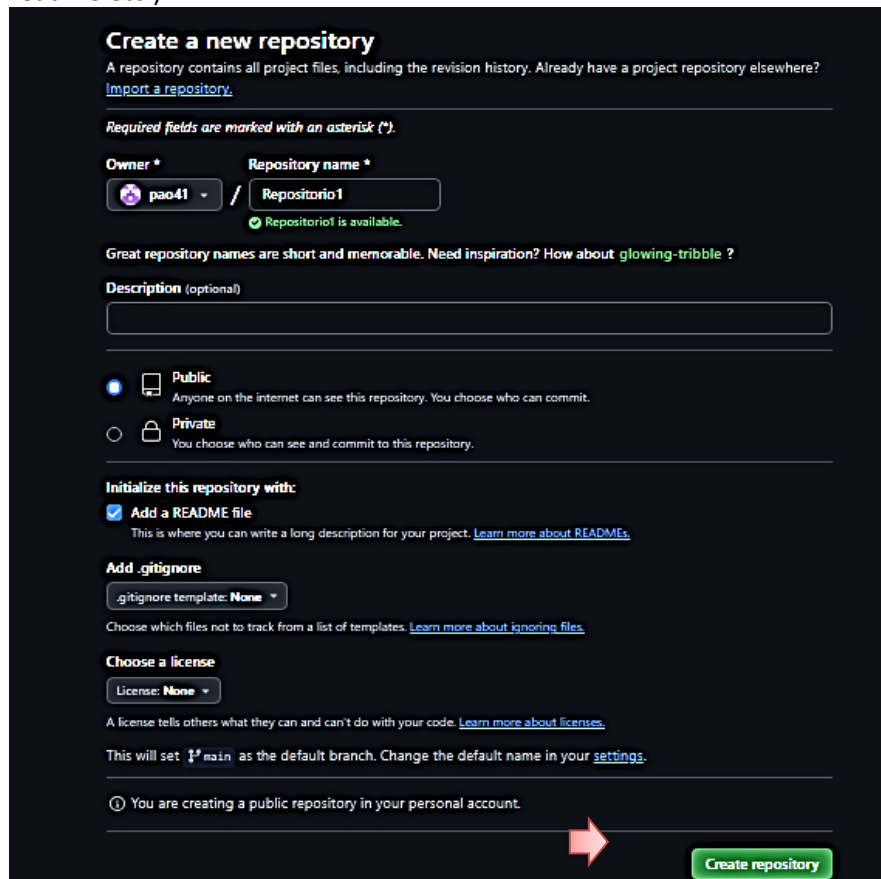 Create a new repository
A repository contains all project files, including the revision history. Already have a project repository elsewhere?
Import a repository.
Required fields are marked with an asterisk (*).
Owner * Repository name *
pao41 / Repositorio1
Repositorio1 is available.
Great repository names are short and memorable. Need inspiration? How about glowing-tribble ?
Description (optional)
Public
Anyone on the internet can see this repository. You choose who can commit.
Private
You choose who can see and commit to this repository.
Initialize this repository with:
Add a README file
This is where you can write a long description for your project. Learn more about READMEs.
Add .gitignore
.gitignore template: None
Choose which files not to track from a list of templates. Learn more about ignoring files.
Choose a license
License: None
A license tells others what they can and can't do with your code. Learn more about licenses.
This will set main as the default branch. Change the default name in your settings.
You are creating a public repository in your personal account.
Create repository